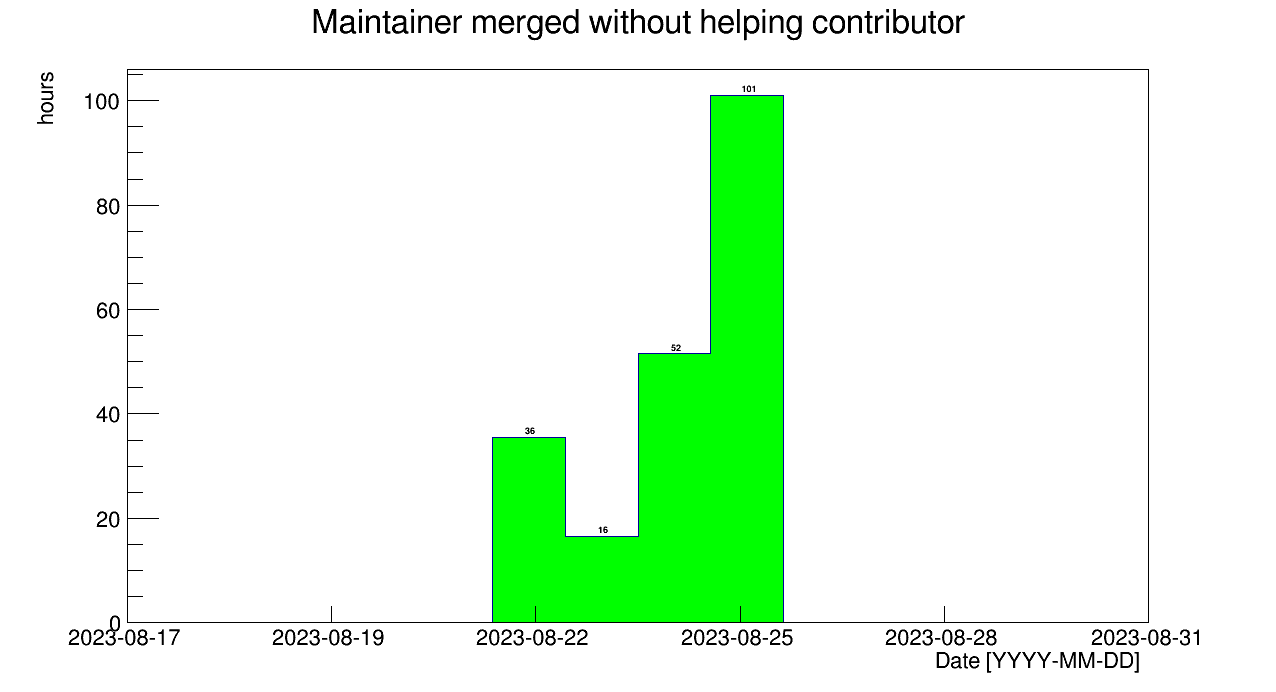 Maintainer merged without helping contributor
hours
100
80
60
40
20
0
101
52
36
16
2023-08-17 2023-08-19 2023-08-22 2023-08-25 2023-08-28 2023-08-31
Date [YYYY-MM-DD]